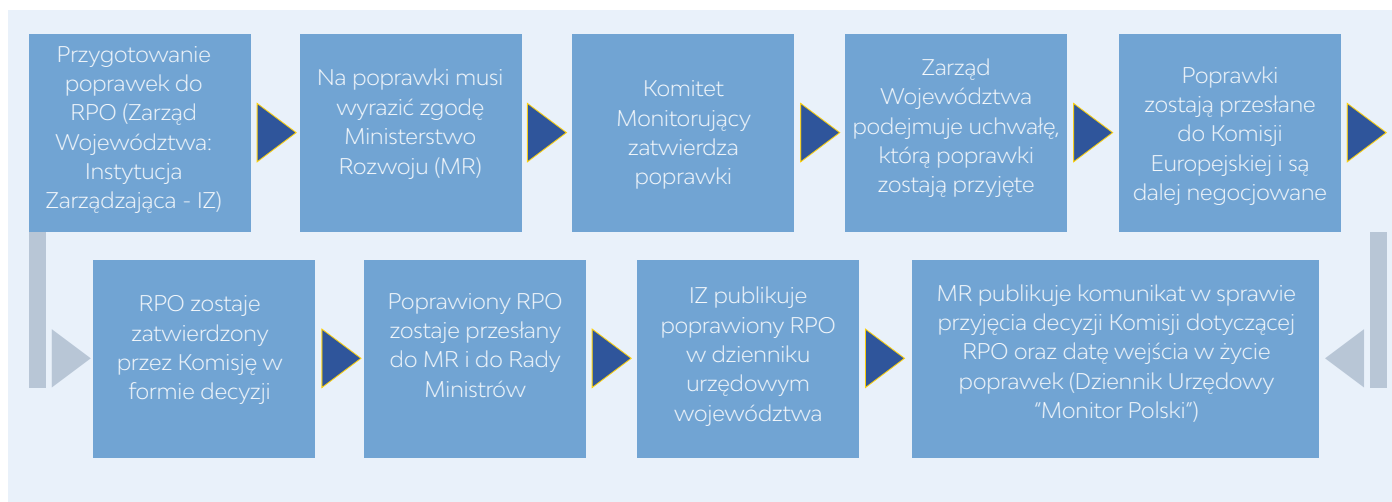 Przygotowanie
poprawek do
RPO (Zarząd
Województwa:
Instytucja
Zarządzająca - IZ)
Na poprawki musi
wyrazić zgodę
Ministerstwo
Rozwoju (MR)
Komitet
Monitorujący
zatwierdza
poprawki
Zarząd
Województwa
podejmuje uchwałę,
którą poprawki
zostają przyjęte
Poprawki
zostają przesłane
do Komisji
Europejskiej i są
dalej negocjowane
RPO zostaje
zatwierdzony
przez Komisję w
formie decyzji
Poprawiony RPO
zostaje przesłany
do MR i do Rady
Ministrów
IZ publikuje
poprawiony RPO
w dzienniku
urzędowym
województwa
MR publikuje komunikat w sprawie
przyjęcia decyzji Komisji dotyczącej
RPO oraz datę wejścia w życie
poprawek (Dziennik Urzędowy
“Monitor Polski”)